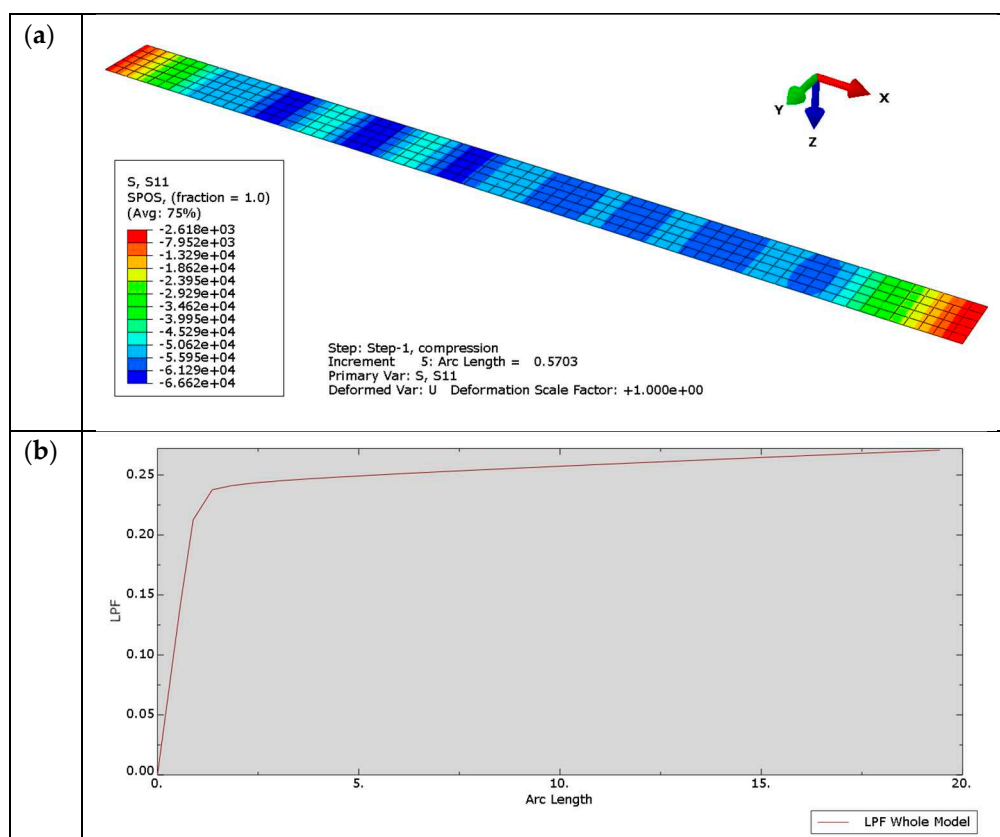 (a)
Y
X
Z
S, S11
SPOS, (fraction = 1.0)
(Avg: 75%)
-2.618e+03
-7.952e+03
-1.329e+04
-1.862e+04
-2.395e+04
-2.929e+04
-3.462e+04
-3.995e+04
-4.529e+04
-5.062e+04
-5.595e+04
-6.129e+04
-6.662e+04
Step: Step-1, compression
Increment 5: Arc Length = 0.5703
Primary Var: S, S11
Deformed Var: U Deformation Scale Factor: +1.000e+00
(b)
0.25
0.20
0.15
0.10
0.05
0.00
LPF
0. 5. 10. 15. 20.
Arc Length
LPF Whole Model